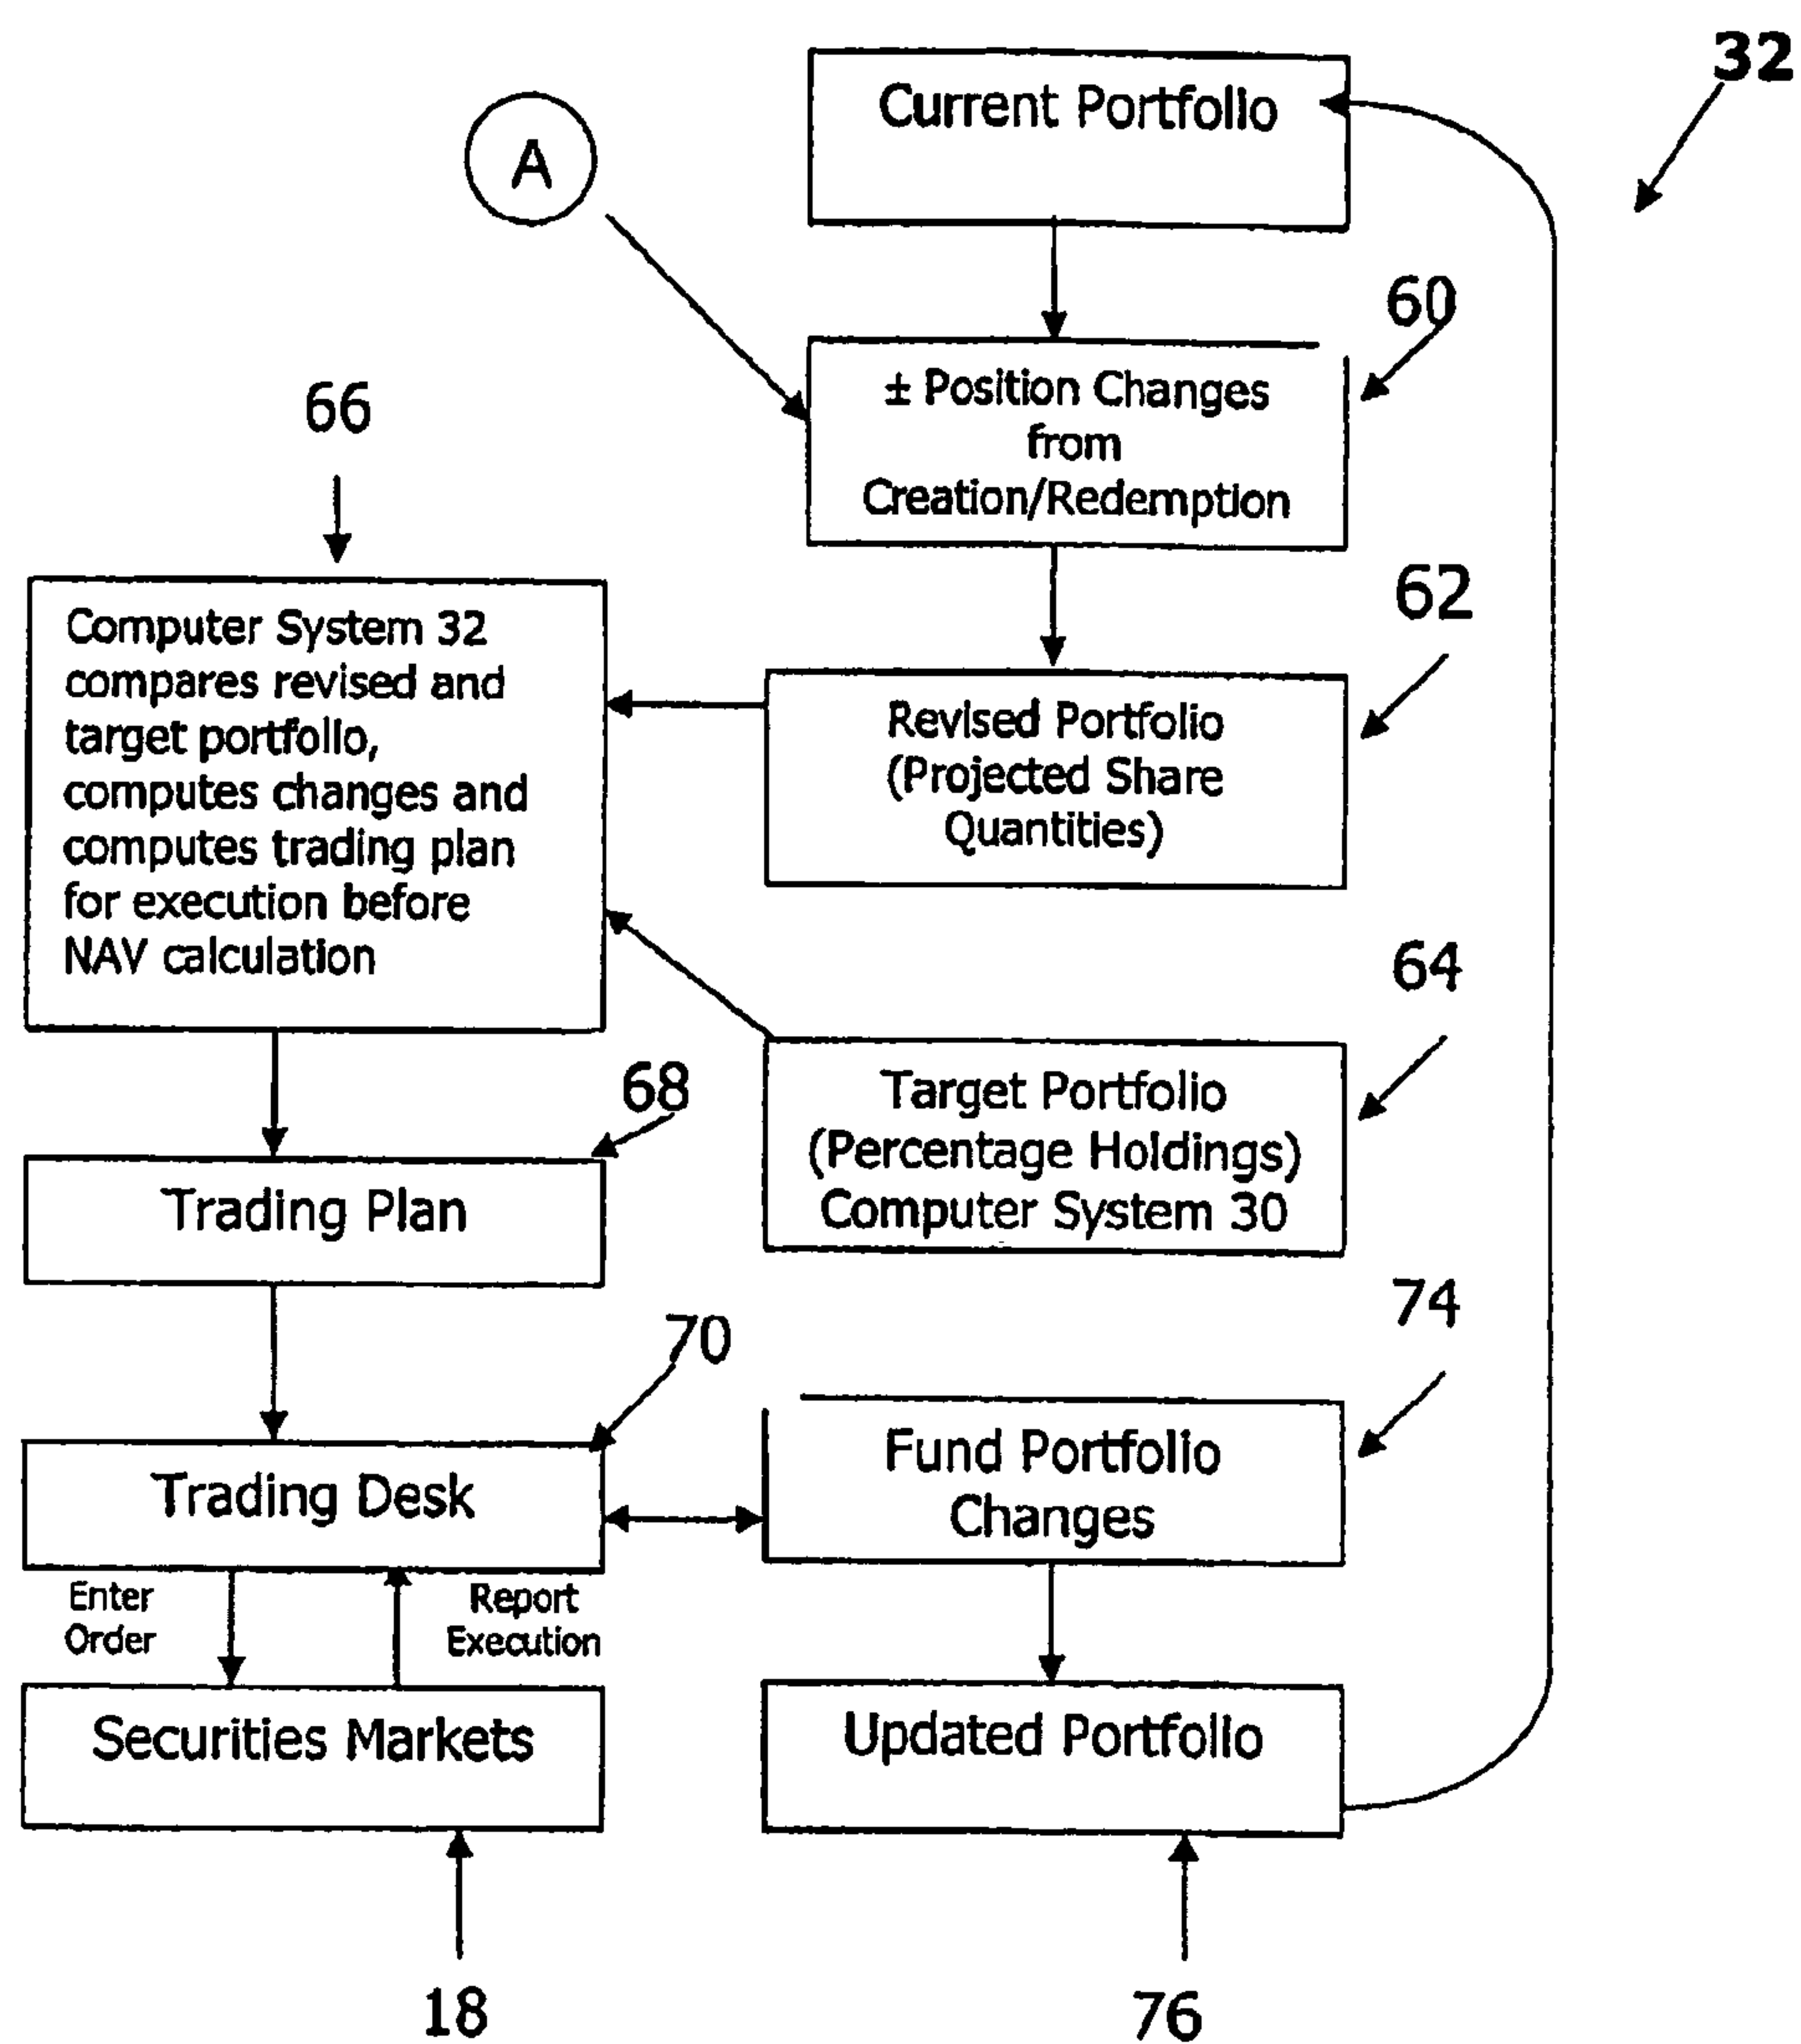 32
Current Portfolio
A
60
± Position Changes
from
Creation/Redemption
66
62
Computer System 32
compares revised and
target portfolio,
computes changes and
computes trading plan
for execution before
NAV calculation
Revised Portfolio
(Projected Share
Quantities)
64
68
Target Portfolio
(Percentage Holdings)
Computer System 30
Trading Plan
74
70
Trading Desk
Fund Portfolio
Changes
Enter
Order
Report
Execution
Securities Markets
Updated Portfolio
18
76